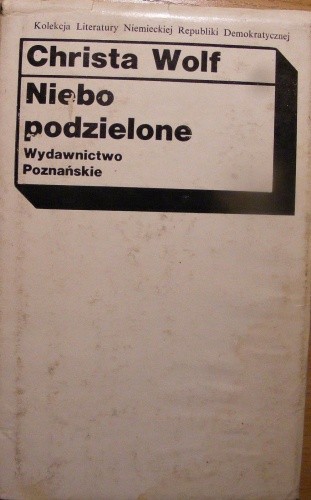 Kolekcja Literatury Niemieckiej Republiki Demokratycznej
Christa Wolf
Niebo
podzielone
Wydawnictwo
Poznańskie